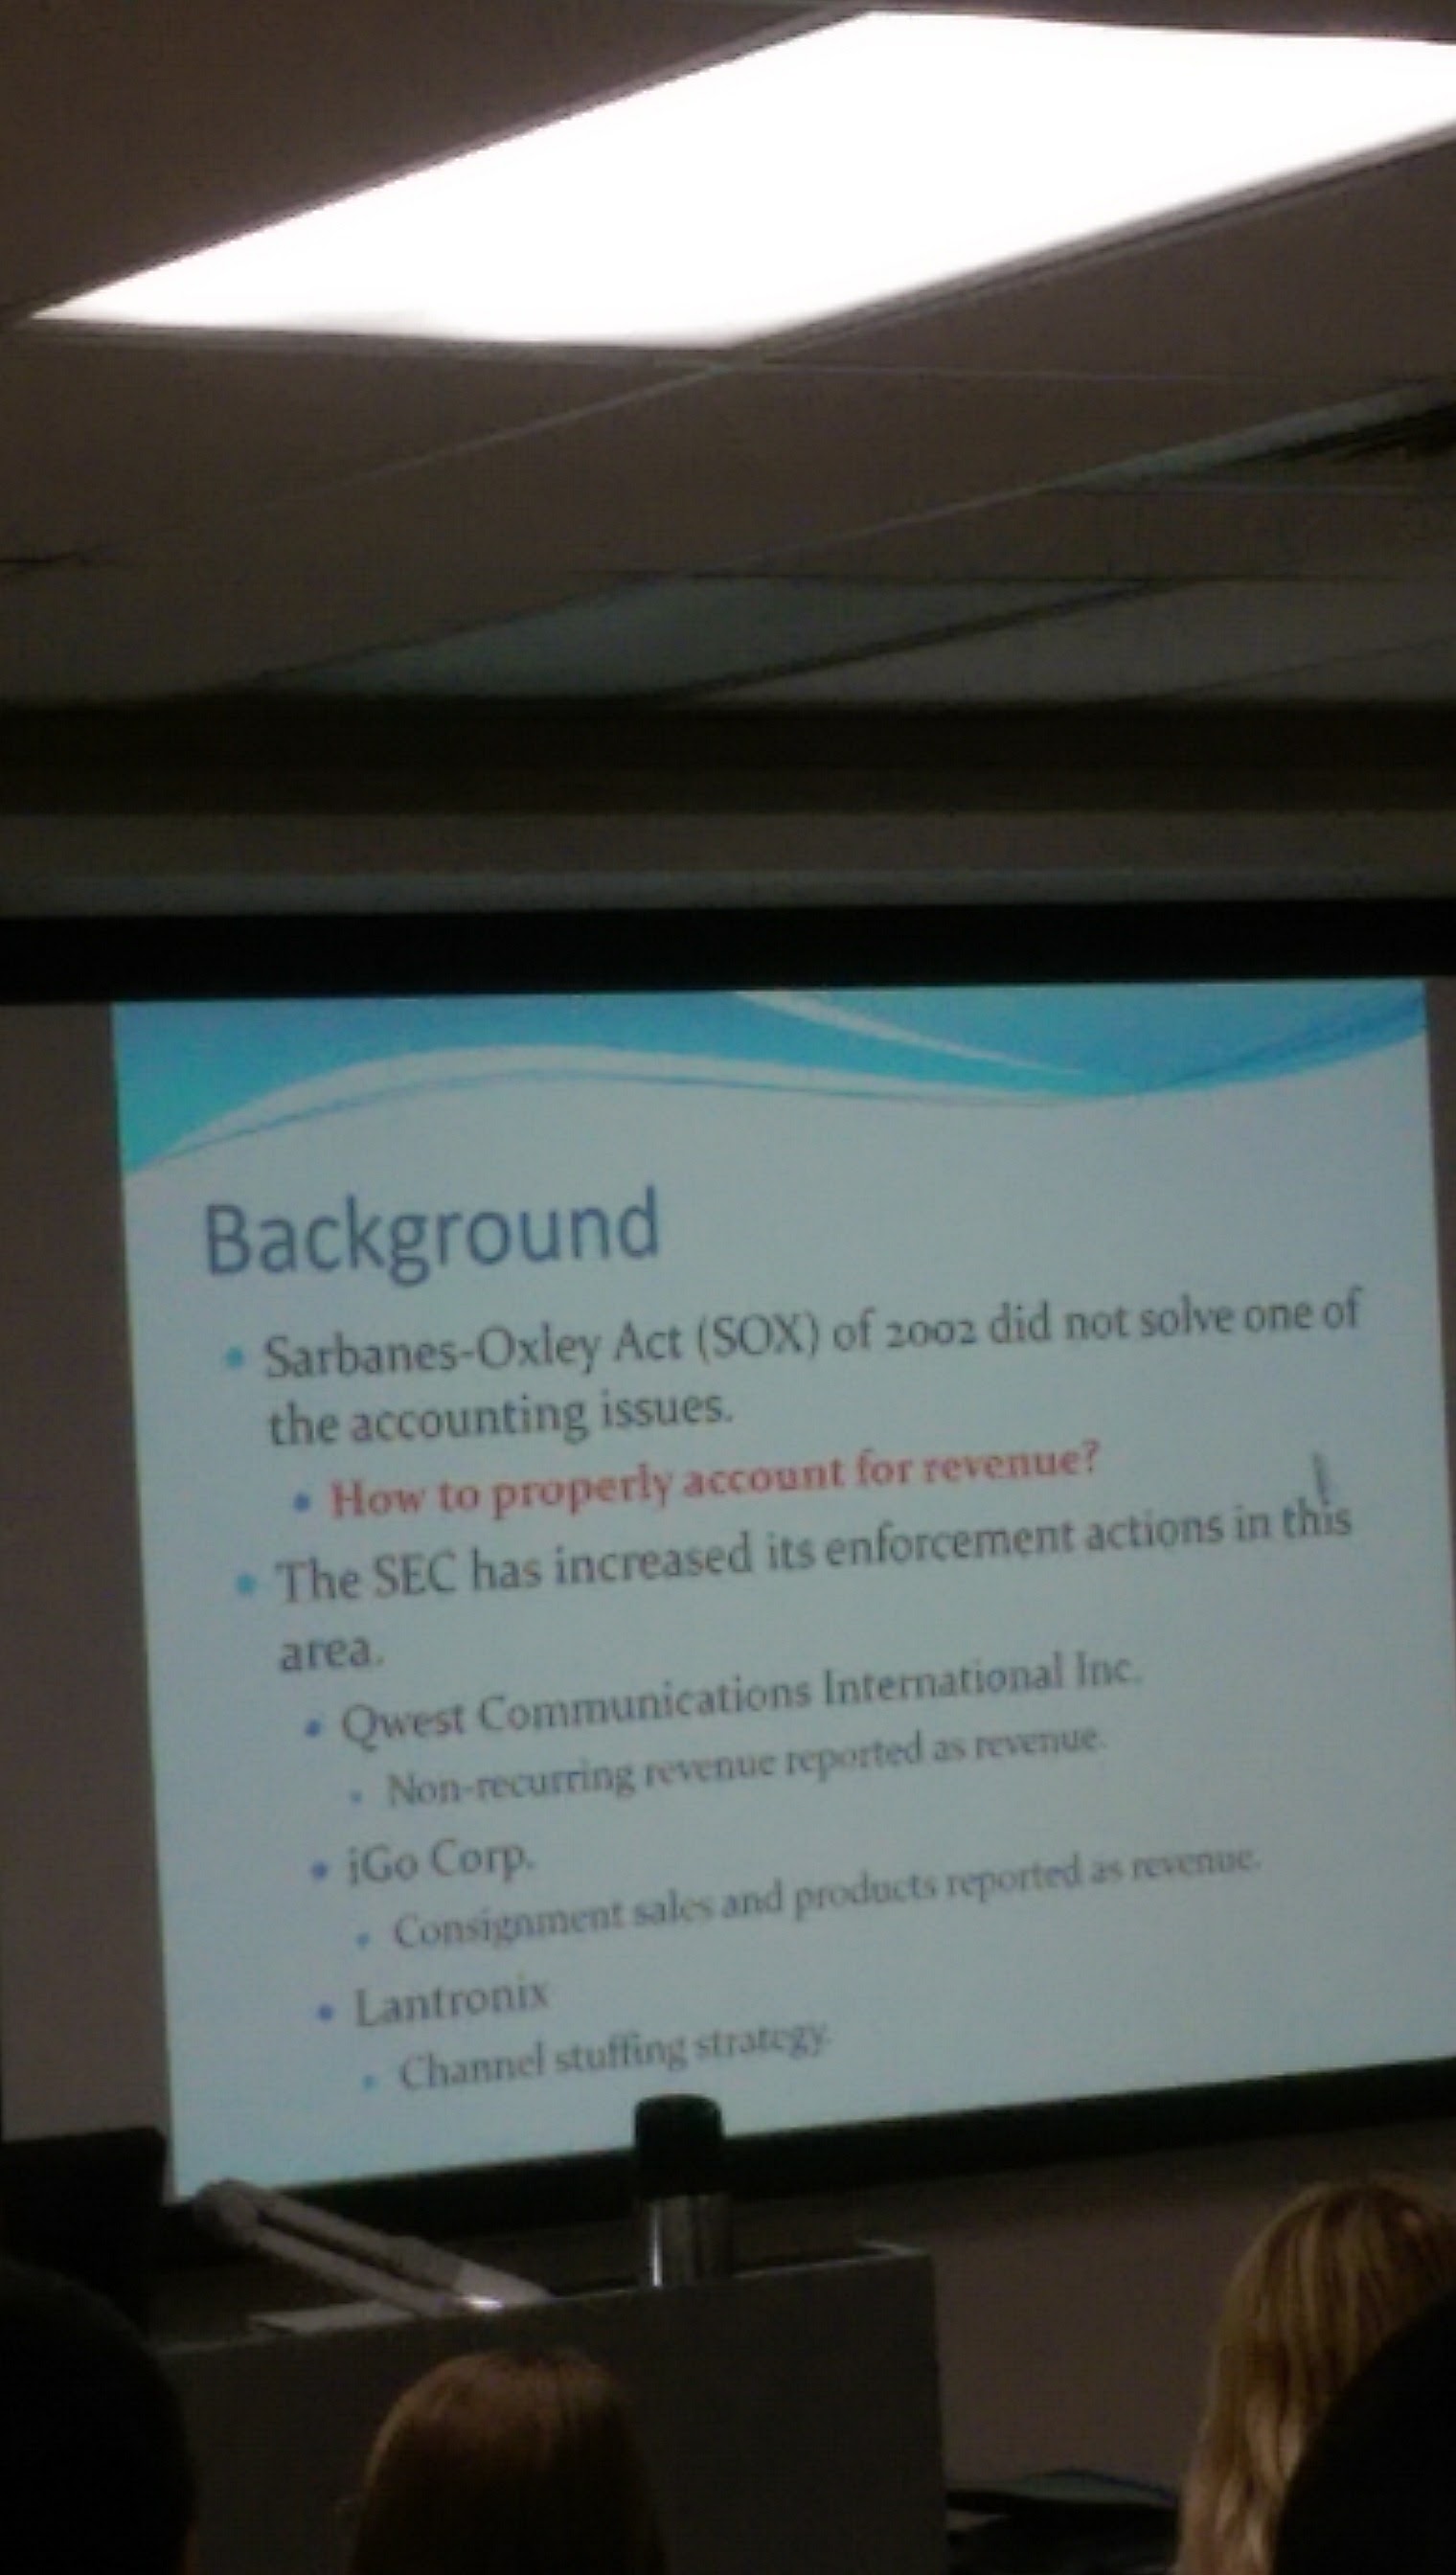 Background
• Sarbanes-Oxley Act (SOX) of 2002 did not solve one of
the accounting issues.
• How to properly account for revenue?
• The SEC has increased its enforcement actions in this
area.
• Qwest Communications International Inc.
• Non-recurring revenue reported as revenue.
• iGo Corp.
• Consignment sales and products reported as revenue.
• Lantronix
• Channel stuffing strategy.